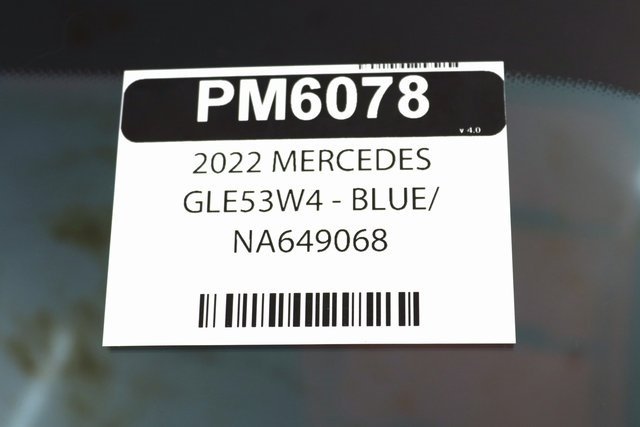 PM6078
v 4.0
2022 MERCEDES
GLE53W4 - BLUE/
NA649068